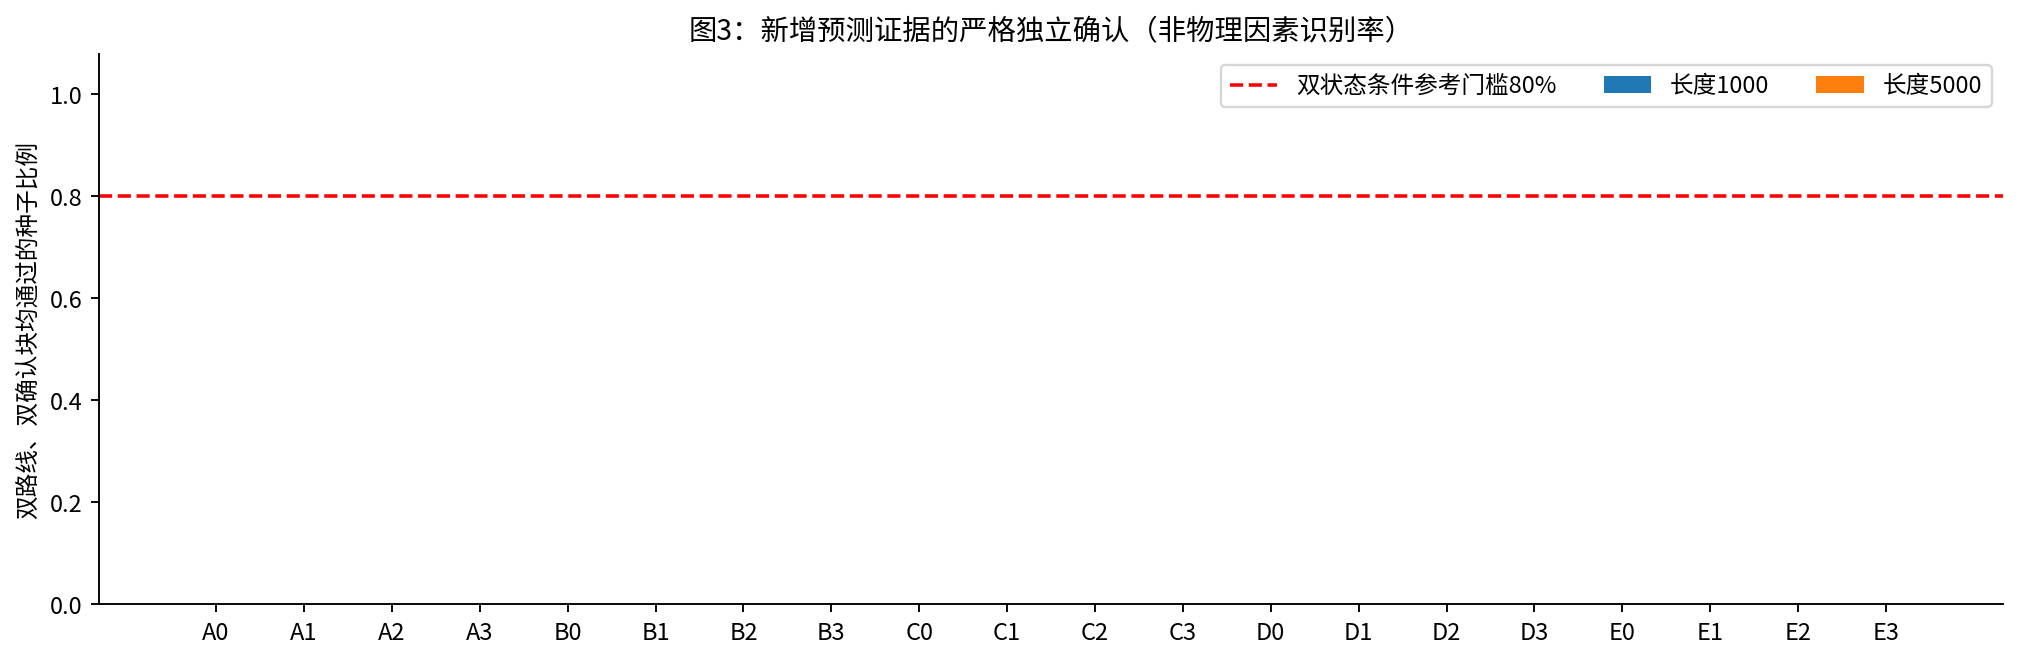 图3：新增预测证据的严格独立确认（非物理因素识别率）
双状态条件参考门槛80%
长度1000
长度5000
双路线、双确认块均通过的种子比例
1.0
0.8
0.6
0.4
0.2
0.0
A0 A1 A2 A3 B0 B1 B2 B3 C0 C1 C2 C3 D0 D1 D2 D3 E0 E1 E2 E3